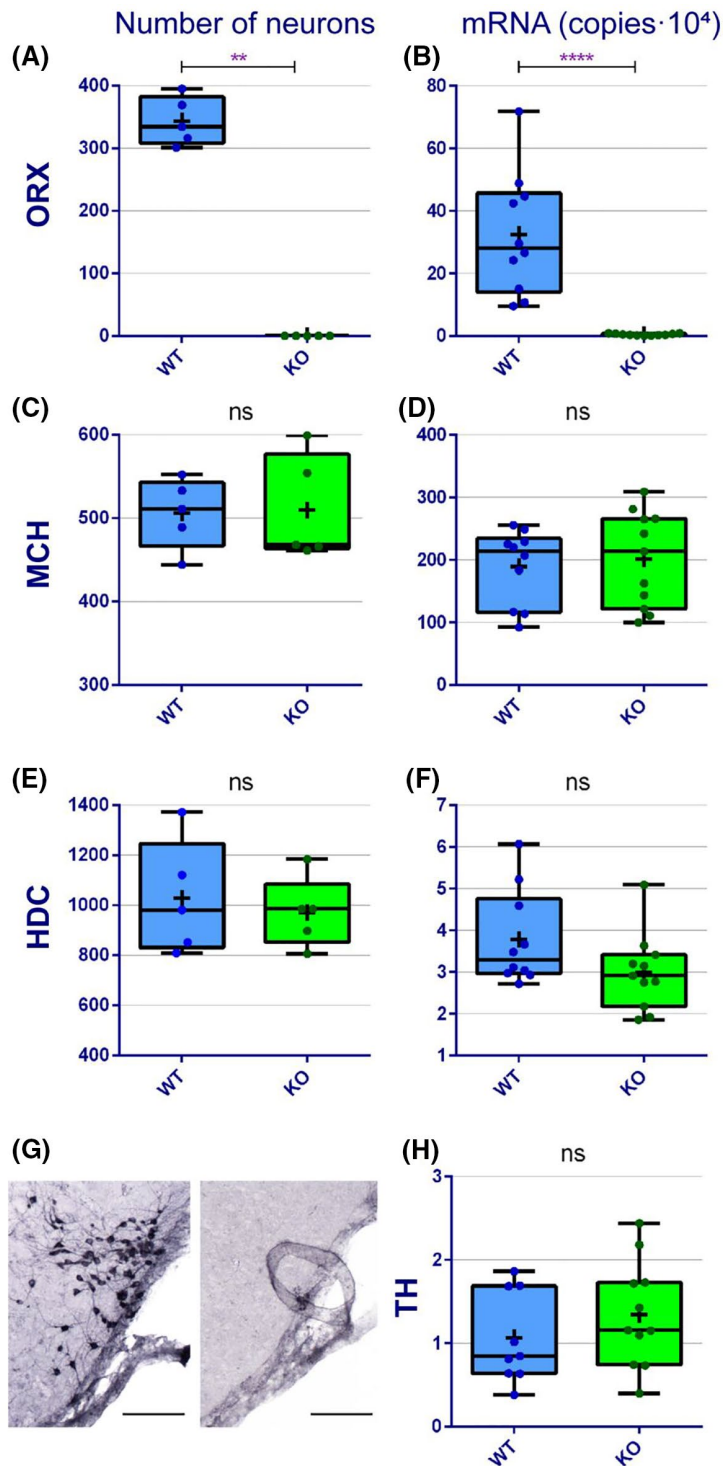 Number of neurons mRNA (copies·10⁴)
(A) ** (B) ****
ORX
400 80
300 60
200 40
100 20
0 0
WT KO WT KO
(C) ns (D) ns
MCH
600 400
500 300
200
400 100
300 0
WT KO WT KO
(E) ns (F) ns
HDC
1400 7
1200 6
5
1000 4
800 3
600 2
400 1
WT KO WT KO
(G) (H) ns
TH
3
2
1
0
WT KO